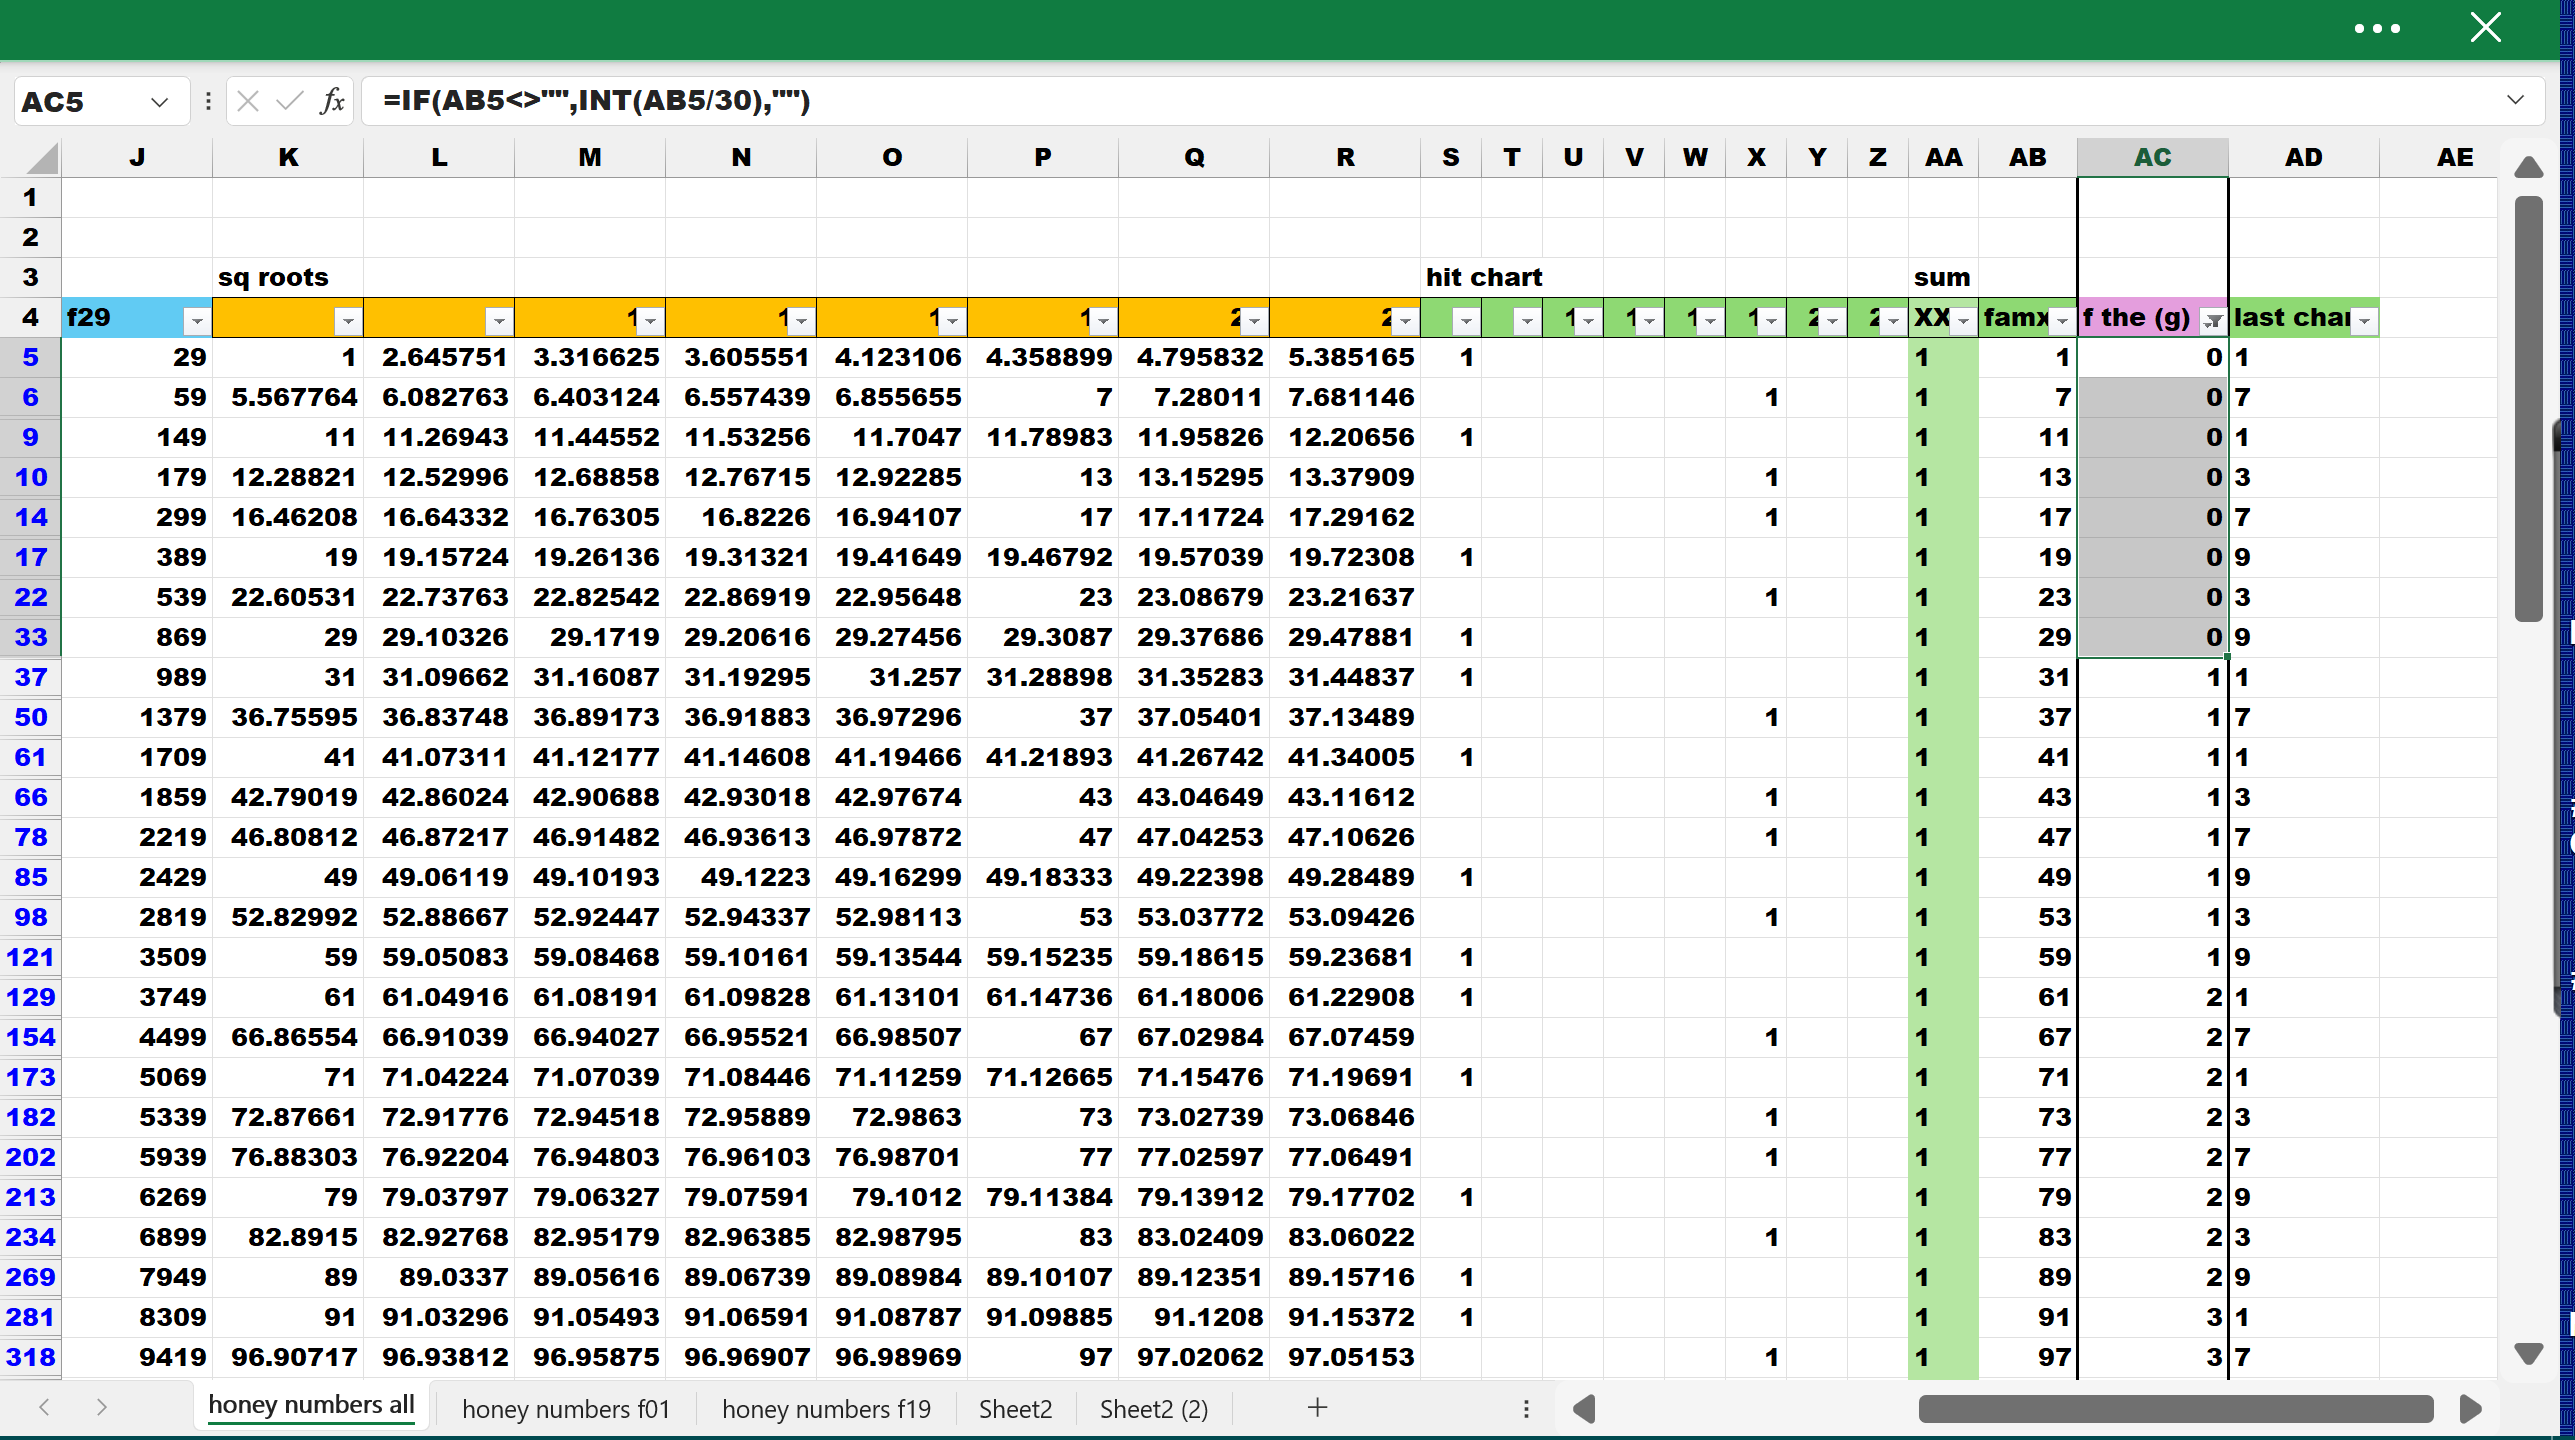 AC5 fx =IF(AB5<>"",INT(AB5/30),"")
J K L M N O P Q R S T U V W X Y Z AA AB AC AD AE
1
2
3 sq roots hit chart sum
4 f29 1 1 1 1 2 2 1 1 1 1 2 2 XX famx f the (g) last char
5 29 1 2.645751 3.316625 3.605551 4.123106 4.358899 4.795832 5.385165 1 1 1 0 1
6 59 5.567764 6.082763 6.403124 6.557439 6.855655 7 7.28011 7.681146 1 1 7 0 7
9 149 11 11.26943 11.44552 11.53256 11.7047 11.78983 11.95826 12.20656 1 1 11 0 1
10 179 12.28821 12.52996 12.68858 12.76715 12.92285 13 13.15295 13.37909 1 1 13 0 3
14 299 16.46208 16.64332 16.76305 16.8226 16.94107 17 17.11724 17.29162 1 1 17 0 7
17 389 19 19.15724 19.26136 19.31321 19.41649 19.46792 19.57039 19.72308 1 1 19 0 9
22 539 22.60531 22.73763 22.82542 22.86919 22.95648 23 23.08679 23.21637 1 1 23 0 3
33 869 29 29.10326 29.1719 29.20616 29.27456 29.3087 29.37686 29.47881 1 1 29 0 9
37 989 31 31.09662 31.16087 31.19295 31.257 31.28898 31.35283 31.44837 1 1 31 1 1
50 1379 36.75595 36.83748 36.89173 36.91883 36.97296 37 37.05401 37.13489 1 1 37 1 7
61 1709 41 41.07311 41.12177 41.14608 41.19466 41.21893 41.26742 41.34005 1 1 41 1 1
66 1859 42.79019 42.86024 42.90688 42.93018 42.97674 43 43.04649 43.11612 1 1 43 1 3
78 2219 46.80812 46.87217 46.91482 46.93613 46.97872 47 47.04253 47.10626 1 1 47 1 7
85 2429 49 49.06119 49.10193 49.1223 49.16299 49.18333 49.22398 49.28489 1 1 49 1 9
98 2819 52.82992 52.88667 52.92447 52.94337 52.98113 53 53.03772 53.09426 1 1 53 1 3
121 3509 59 59.05083 59.08468 59.10161 59.13544 59.15235 59.18615 59.23681 1 1 59 1 9
129 3749 61 61.04916 61.08191 61.09828 61.13101 61.14736 61.18006 61.22908 1 1 61 2 1
154 4499 66.86554 66.91039 66.94027 66.95521 66.98507 67 67.02984 67.07459 1 1 67 2 7
173 5069 71 71.04224 71.07039 71.08446 71.11259 71.12665 71.15476 71.19691 1 1 71 2 1
182 5339 72.87661 72.91776 72.94518 72.95889 72.9863 73 73.02739 73.06846 1 1 73 2 3
202 5939 76.88303 76.92204 76.94803 76.96103 76.98701 77 77.02597 77.06491 1 1 77 2 7
213 6269 79 79.03797 79.06327 79.07591 79.1012 79.11384 79.13912 79.17702 1 1 79 2 9
234 6899 82.8915 82.92768 82.95179 82.96385 82.98795 83 83.02409 83.06022 1 1 83 2 3
269 7949 89 89.0337 89.05616 89.06739 89.08984 89.10107 89.12351 89.15716 1 1 89 2 9
281 8309 91 91.03296 91.05493 91.06591 91.08787 91.09885 91.1208 91.15372 1 1 91 3 1
318 9419 96.90717 96.93812 96.95875 96.96907 96.98969 97 97.02062 97.05153 1 1 97 3 7
honey numbers all honey numbers f01 honey numbers f19 Sheet2 Sheet2 (2) +